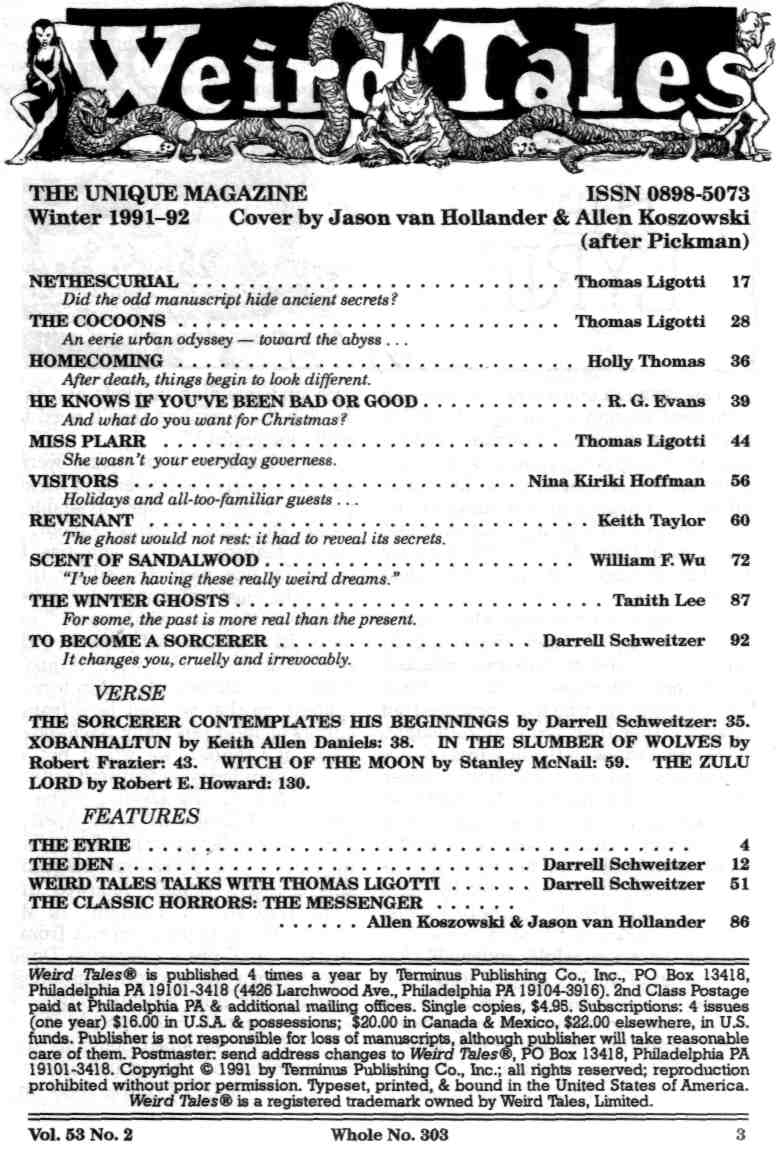 Weird Tales
THE UNIQUE MAGAZINE ISSN 0898-5073
Winter 1991–92 Cover by Jason van Hollander & Allen Koszowski
(after Pickman)
NETHESCURIAL . . . . . . . . . . . . . . . . . . . . . . . . . . . Thomas Ligotti 17
Did the odd manuscript hide ancient secrets?
THE COCOONS . . . . . . . . . . . . . . . . . . . . . . . . . . . . Thomas Ligotti 28
An eerie urban odyssey — toward the abyss . . .
HOMECOMING . . . . . . . . . . . . . . . . . . . . . . . . . . . . . Holly Thomas 36
After death, things begin to look different.
HE KNOWS IF YOU'VE BEEN BAD OR GOOD . . . . . . . . . . . . . R. G. Evans 39
And what do you want for Christmas?
MISS PLARR . . . . . . . . . . . . . . . . . . . . . . . . . . . . . Thomas Ligotti 44
She wasn't your everyday governess.
VISITORS . . . . . . . . . . . . . . . . . . . . . . . . . . . Nina Kiriki Hoffman 56
Holidays and all-too-familiar guests . . .
REVENANT . . . . . . . . . . . . . . . . . . . . . . . . . . . . . . . . Keith Taylor 60
The ghost would not rest: it had to reveal its secrets.
SCENT OF SANDALWOOD . . . . . . . . . . . . . . . . . . . . . . . William F. Wu 72
"I've been having these really weird dreams."
THE WINTER GHOSTS . . . . . . . . . . . . . . . . . . . . . . . . . . . Tanith Lee 87
For some, the past is more real than the present.
TO BECOME A SORCERER . . . . . . . . . . . . . . . . . . Darrell Schweitzer 92
It changes you, cruelly and irrevocably.
VERSE
THE SORCERER CONTEMPLATES HIS BEGINNINGS by Darrell Schweitzer: 35.
XOBANHALTUN by Keith Allen Daniels: 38. IN THE SLUMBER OF WOLVES by
Robert Frazier: 43. WITCH OF THE MOON by Stanley McNail: 59. THE ZULU
LORD by Robert E. Howard: 130.
FEATURES
THE EYRIE . . . . . . . . . . . . . . . . . . . . . . . . . . . . . . . . . . . . . . . 4
THE DEN . . . . . . . . . . . . . . . . . . . . . . . . . . . . . . Darrell Schweitzer 12
WEIRD TALES TALKS WITH THOMAS LIGOTTI . . . . . . Darrell Schweitzer 51
THE CLASSIC HORRORS: THE MESSENGER . . . . . .
. . . . . . Allen Koszowski & Jason van Hollander 86
Weird Tales® is published 4 times a year by Terminus Publishing Co., Inc., PO Box 13418,
Philadelphia PA 19101-3418 (4426 Larchwood Ave., Philadelphia PA 19104-3916). 2nd Class Postage
paid at Philadelphia PA & additional mailing offices. Single copies, $4.95. Subscriptions: 4 issues
(one year) $16.00 in U.S.A. & possessions; $20.00 in Canada & Mexico, $22.00 elsewhere, in U.S.
funds. Publisher is not responsible for loss of manuscripts, although publisher will take reasonable
care of them. Postmaster: send address changes to Weird Tales®, PO Box 13418, Philadelphia PA
19101-3418. Copyright © 1991 by Terminus Publishing Co., Inc.; all rights reserved; reproduction
prohibited without prior permission. Typeset, printed, & bound in the United States of America.
Weird Tales® is a registered trademark owned by Weird Tales, Limited.
Vol. 53 No. 2 Whole No. 303 3